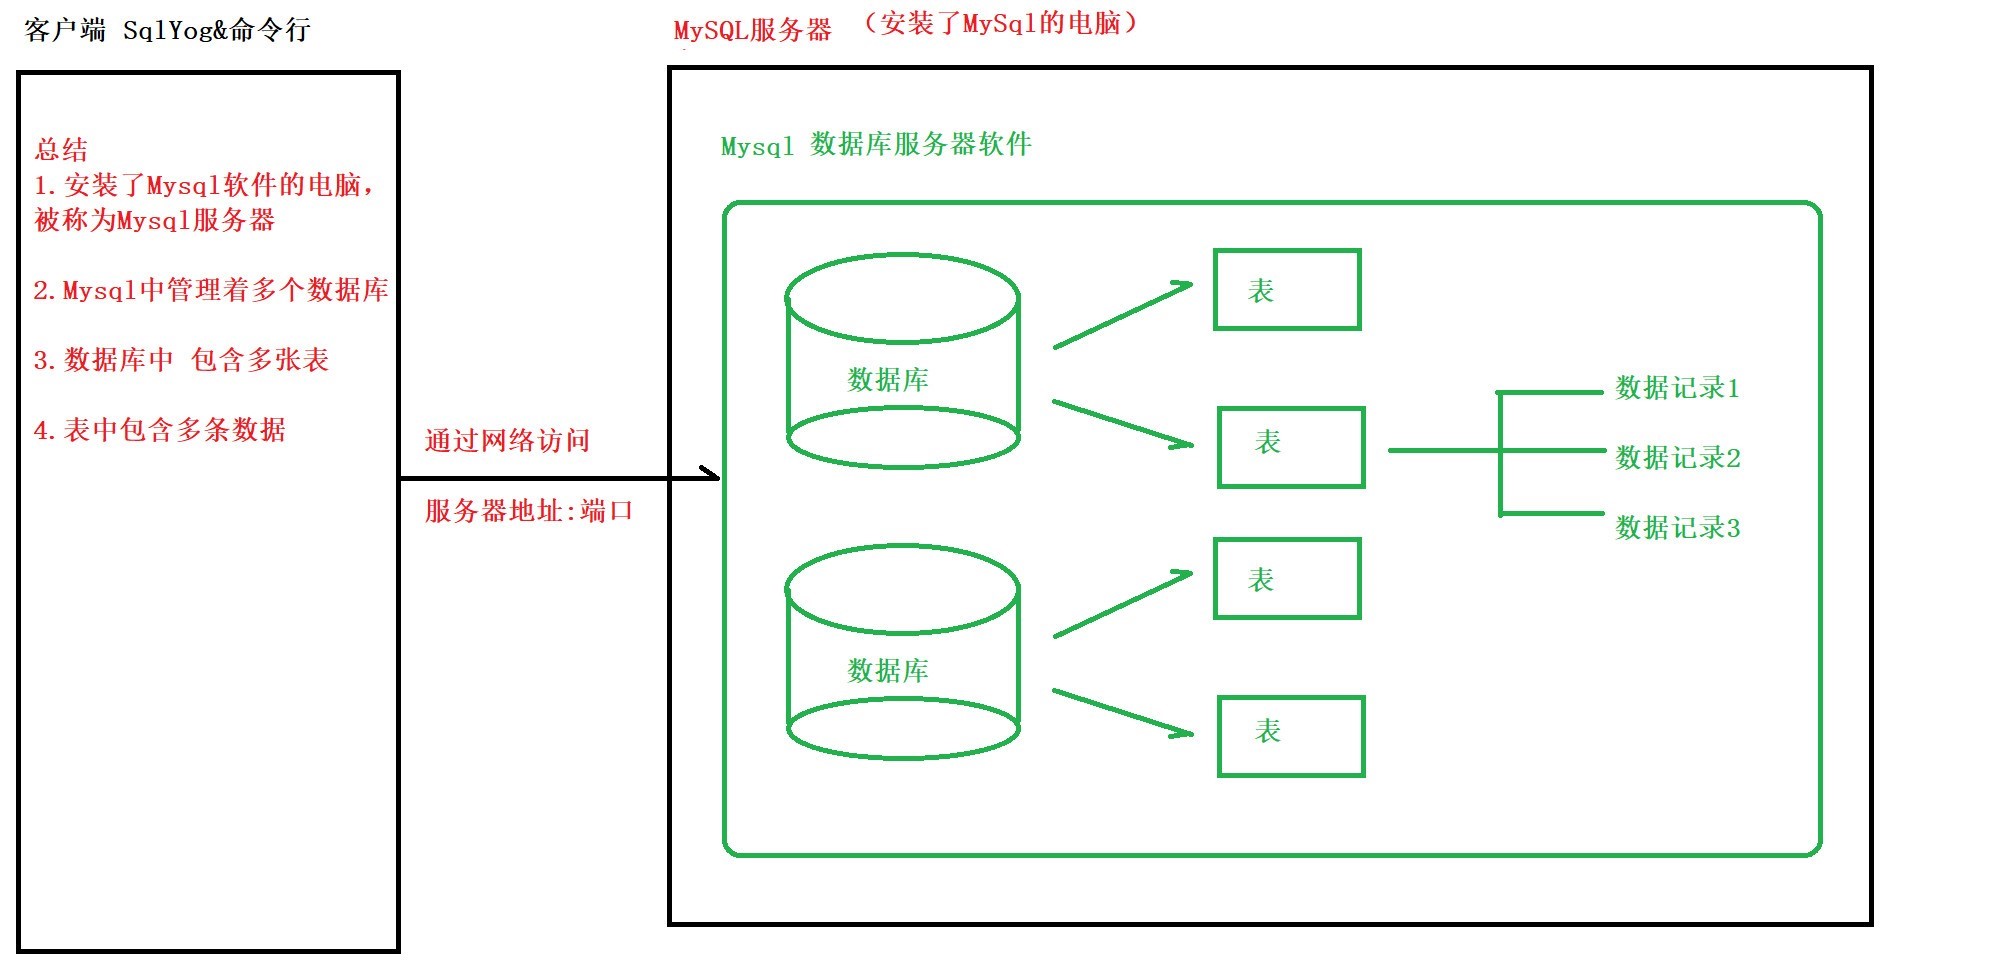 客户端 SqlYog&命令行
MySQL服务器 （安装了MySql的电脑）
总结
1.安装了Mysql软件的电脑，
被称为Mysql服务器
2.Mysql中管理着多个数据库
3.数据库中 包含多张表
4.表中包含多条数据
通过网络访问
服务器地址:端口
Mysql 数据库服务器软件
数据库
表
表
数据记录1
数据记录2
数据记录3
数据库
表
表